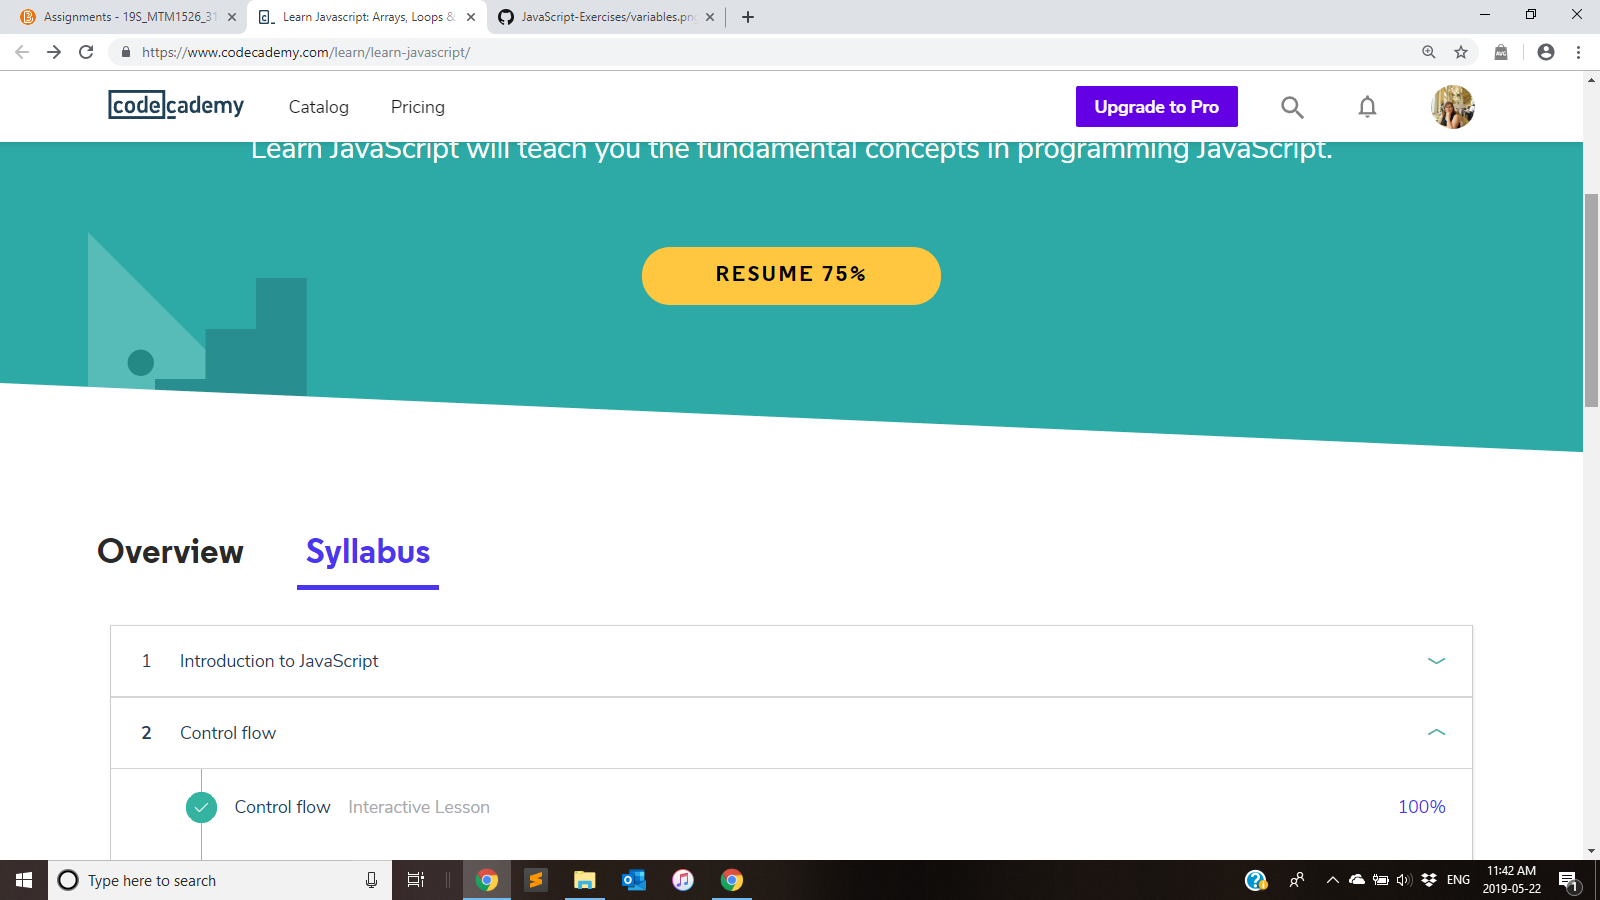 Assignments - 19S_MTM1526_31
Learn Javascript: Arrays, Loops &
JavaScript-Exercises/variables.pn
https://www.codecademy.com/learn/learn-javascript/
codecademy
Catalog
Pricing
Upgrade to Pro
Learn JavaScript will teach you the fundamental concepts in programming JavaScript.
RESUME 75%
Overview
Syllabus
1 Introduction to JavaScript
2 Control flow
Control flow Interactive Lesson 100%
Type here to search
ENG
11:42 AM
2019-05-22
1